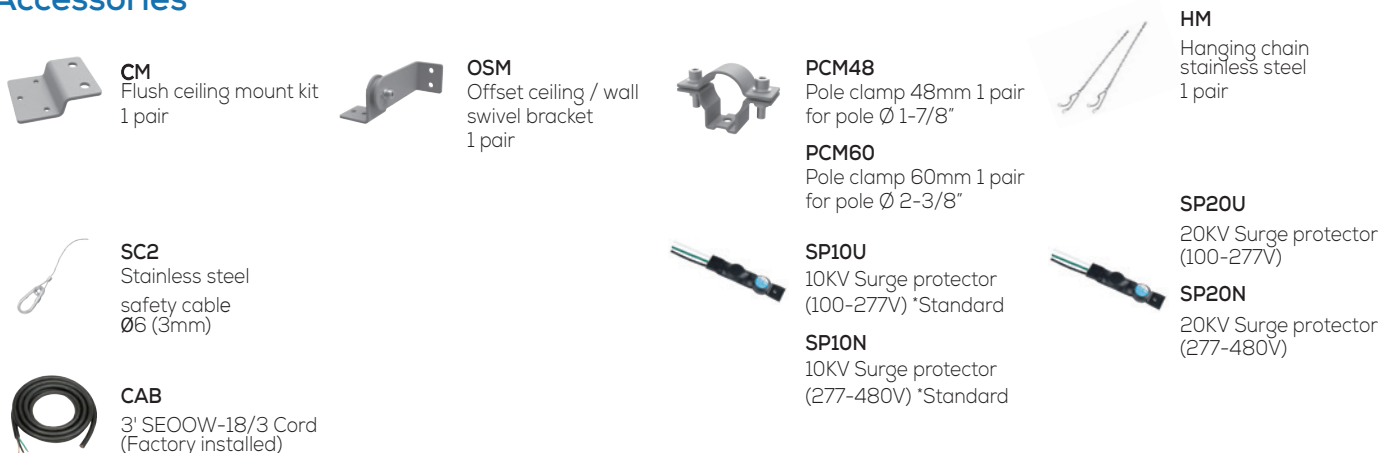 Accessories
CM
Flush ceiling mount kit
1 pair
OSM
Offset ceiling / wall
swivel bracket
1 pair
PCM48
Pole clamp 48mm 1 pair
for pole Ø 1-7/8"
PCM60
Pole clamp 60mm 1 pair
for pole Ø 2-3/8"
HM
Hanging chain
stainless steel
1 pair
SC2
Stainless steel
safety cable
Ø6 (3mm)
SP10U
10KV Surge protector
(100-277V) *Standard
SP10N
10KV Surge protector
(277-480V) *Standard
SP20U
20KV Surge protector
(100-277V)
SP20N
20KV Surge protector
(277-480V)
CAB
3' SEOOW-18/3 Cord
(Factory installed)